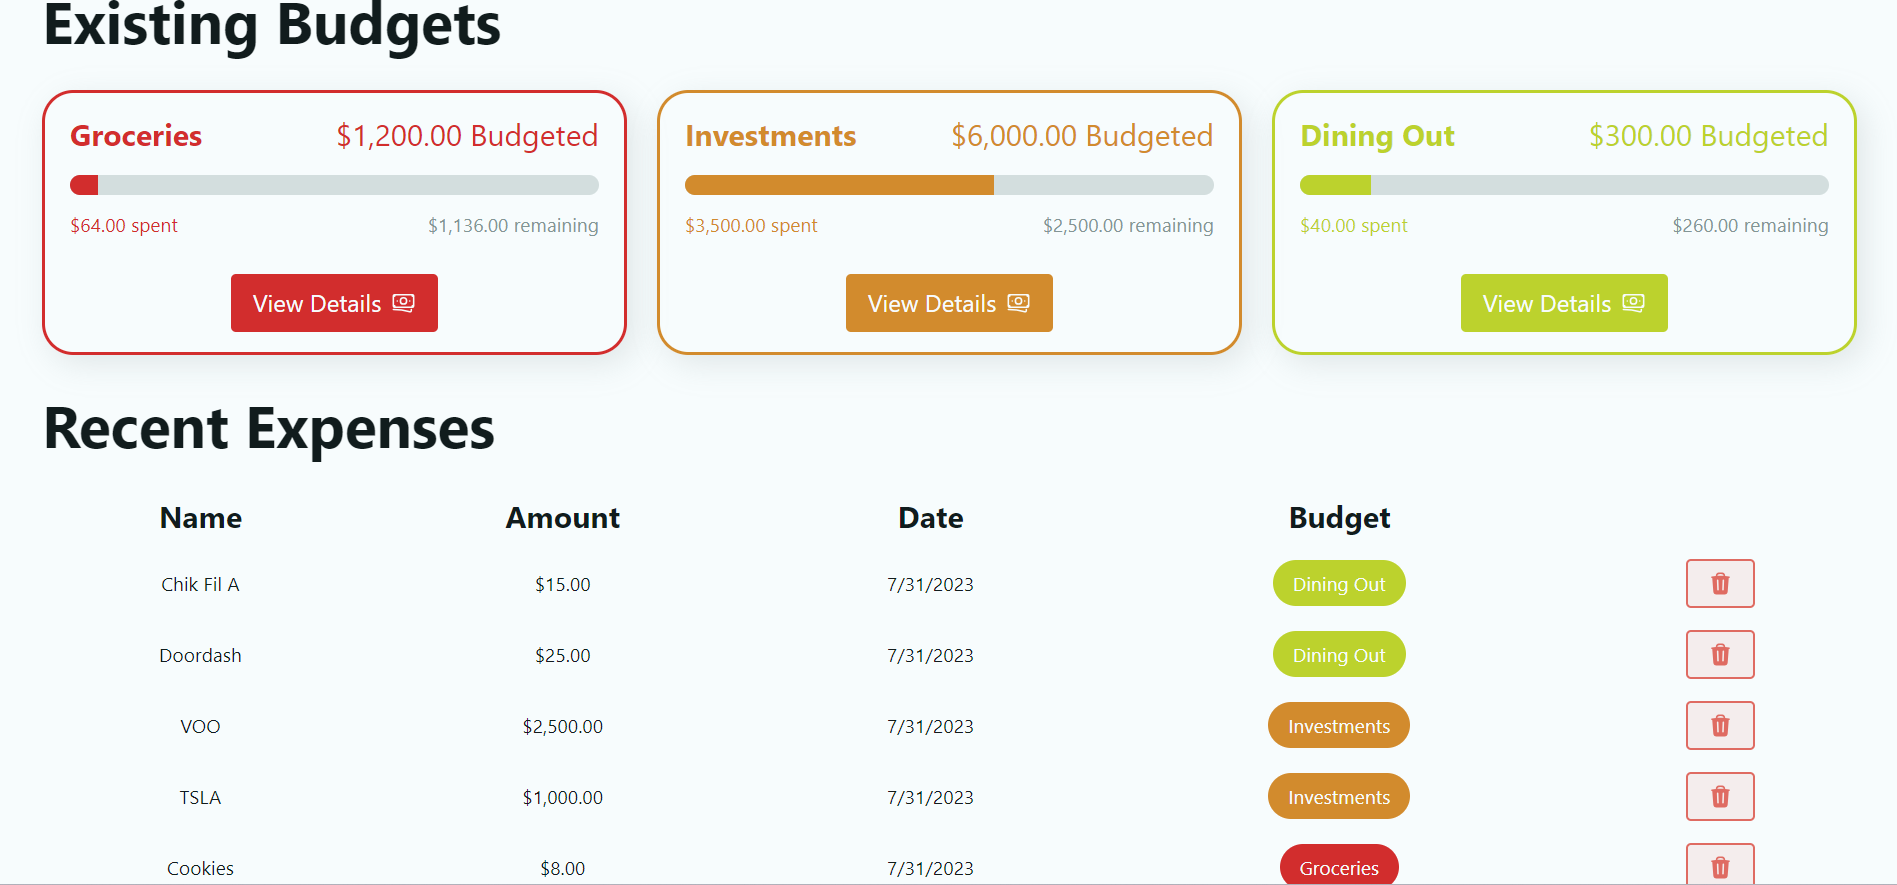 Existing Budgets
Groceries $1,200.00 Budgeted
$64.00 spent $1,136.00 remaining
View Details
Investments $6,000.00 Budgeted
$3,500.00 spent $2,500.00 remaining
View Details
Dining Out $300.00 Budgeted
$40.00 spent $260.00 remaining
View Details
Recent Expenses
Name Amount Date Budget
Chik Fil A $15.00 7/31/2023 Dining Out
Doordash $25.00 7/31/2023 Dining Out
VOO $2,500.00 7/31/2023 Investments
TSLA $1,000.00 7/31/2023 Investments
Cookies $8.00 7/31/2023 Groceries